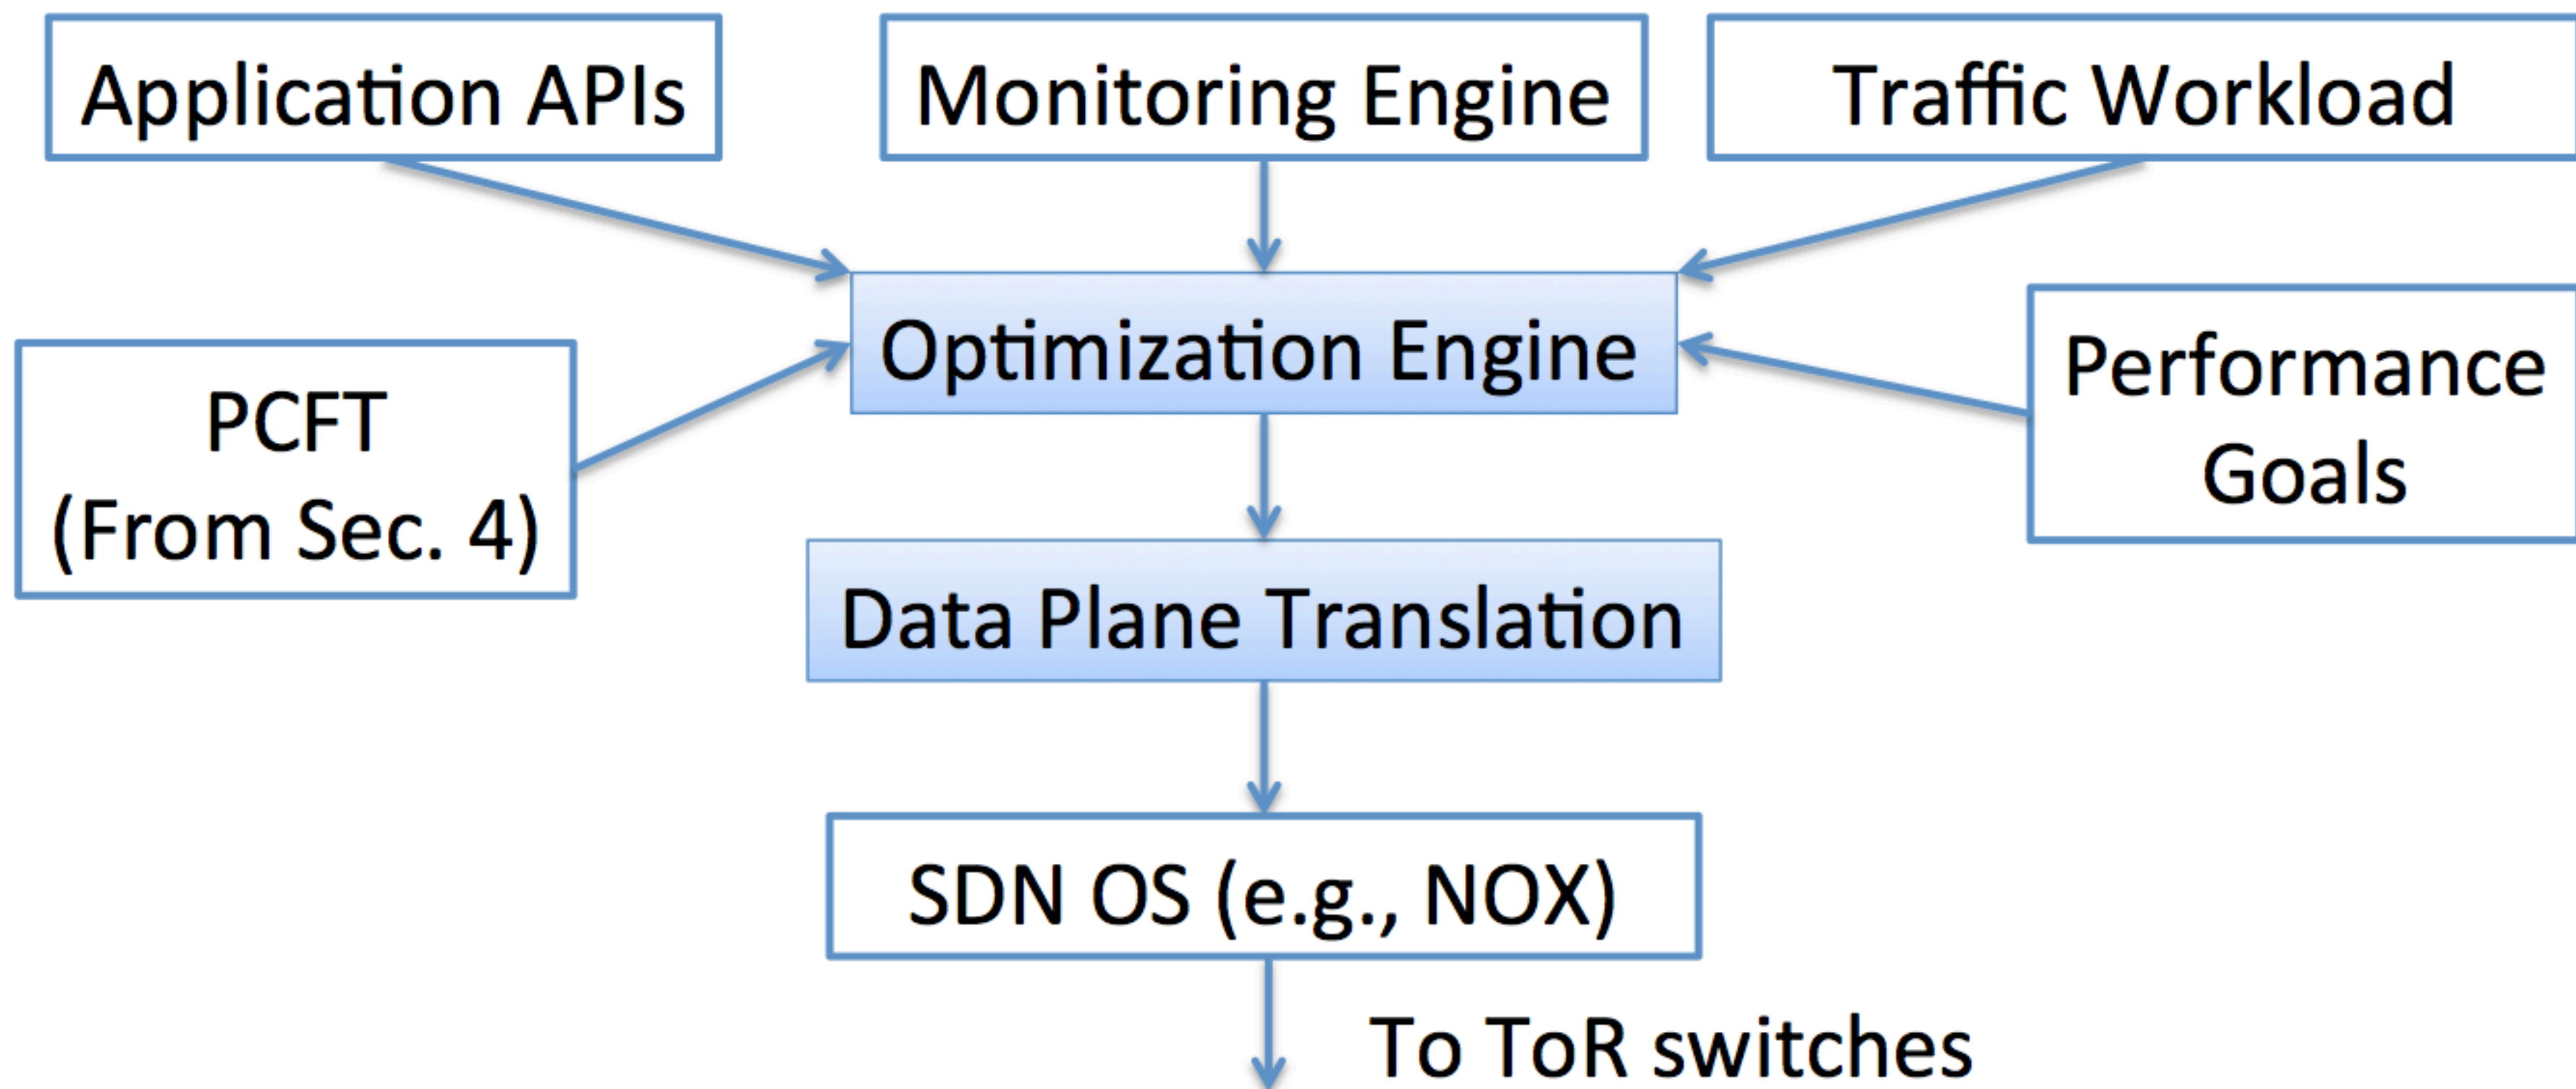 Application APIs
Monitoring Engine
Traffic Workload
Optimization Engine
PCFT
(From Sec. 4)
Performance
Goals
Data Plane Translation
SDN OS (e.g., NOX)
To ToR switches